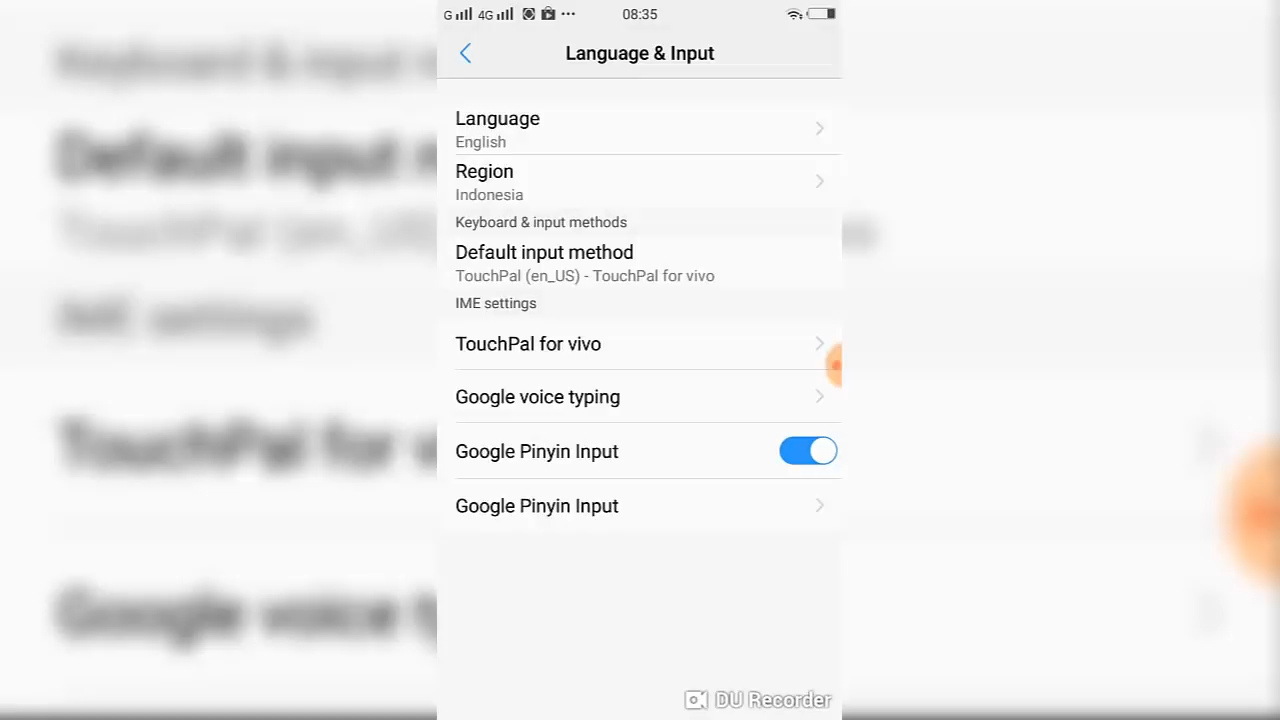 G 4G 08:35
Language & Input
Language
English
Region
Indonesia
Keyboard & input methods
Default input method
TouchPal (en_US) - TouchPal for vivo
IME settings
TouchPal for vivo
Google voice typing
Google Pinyin Input
Google Pinyin Input
DU Recorder